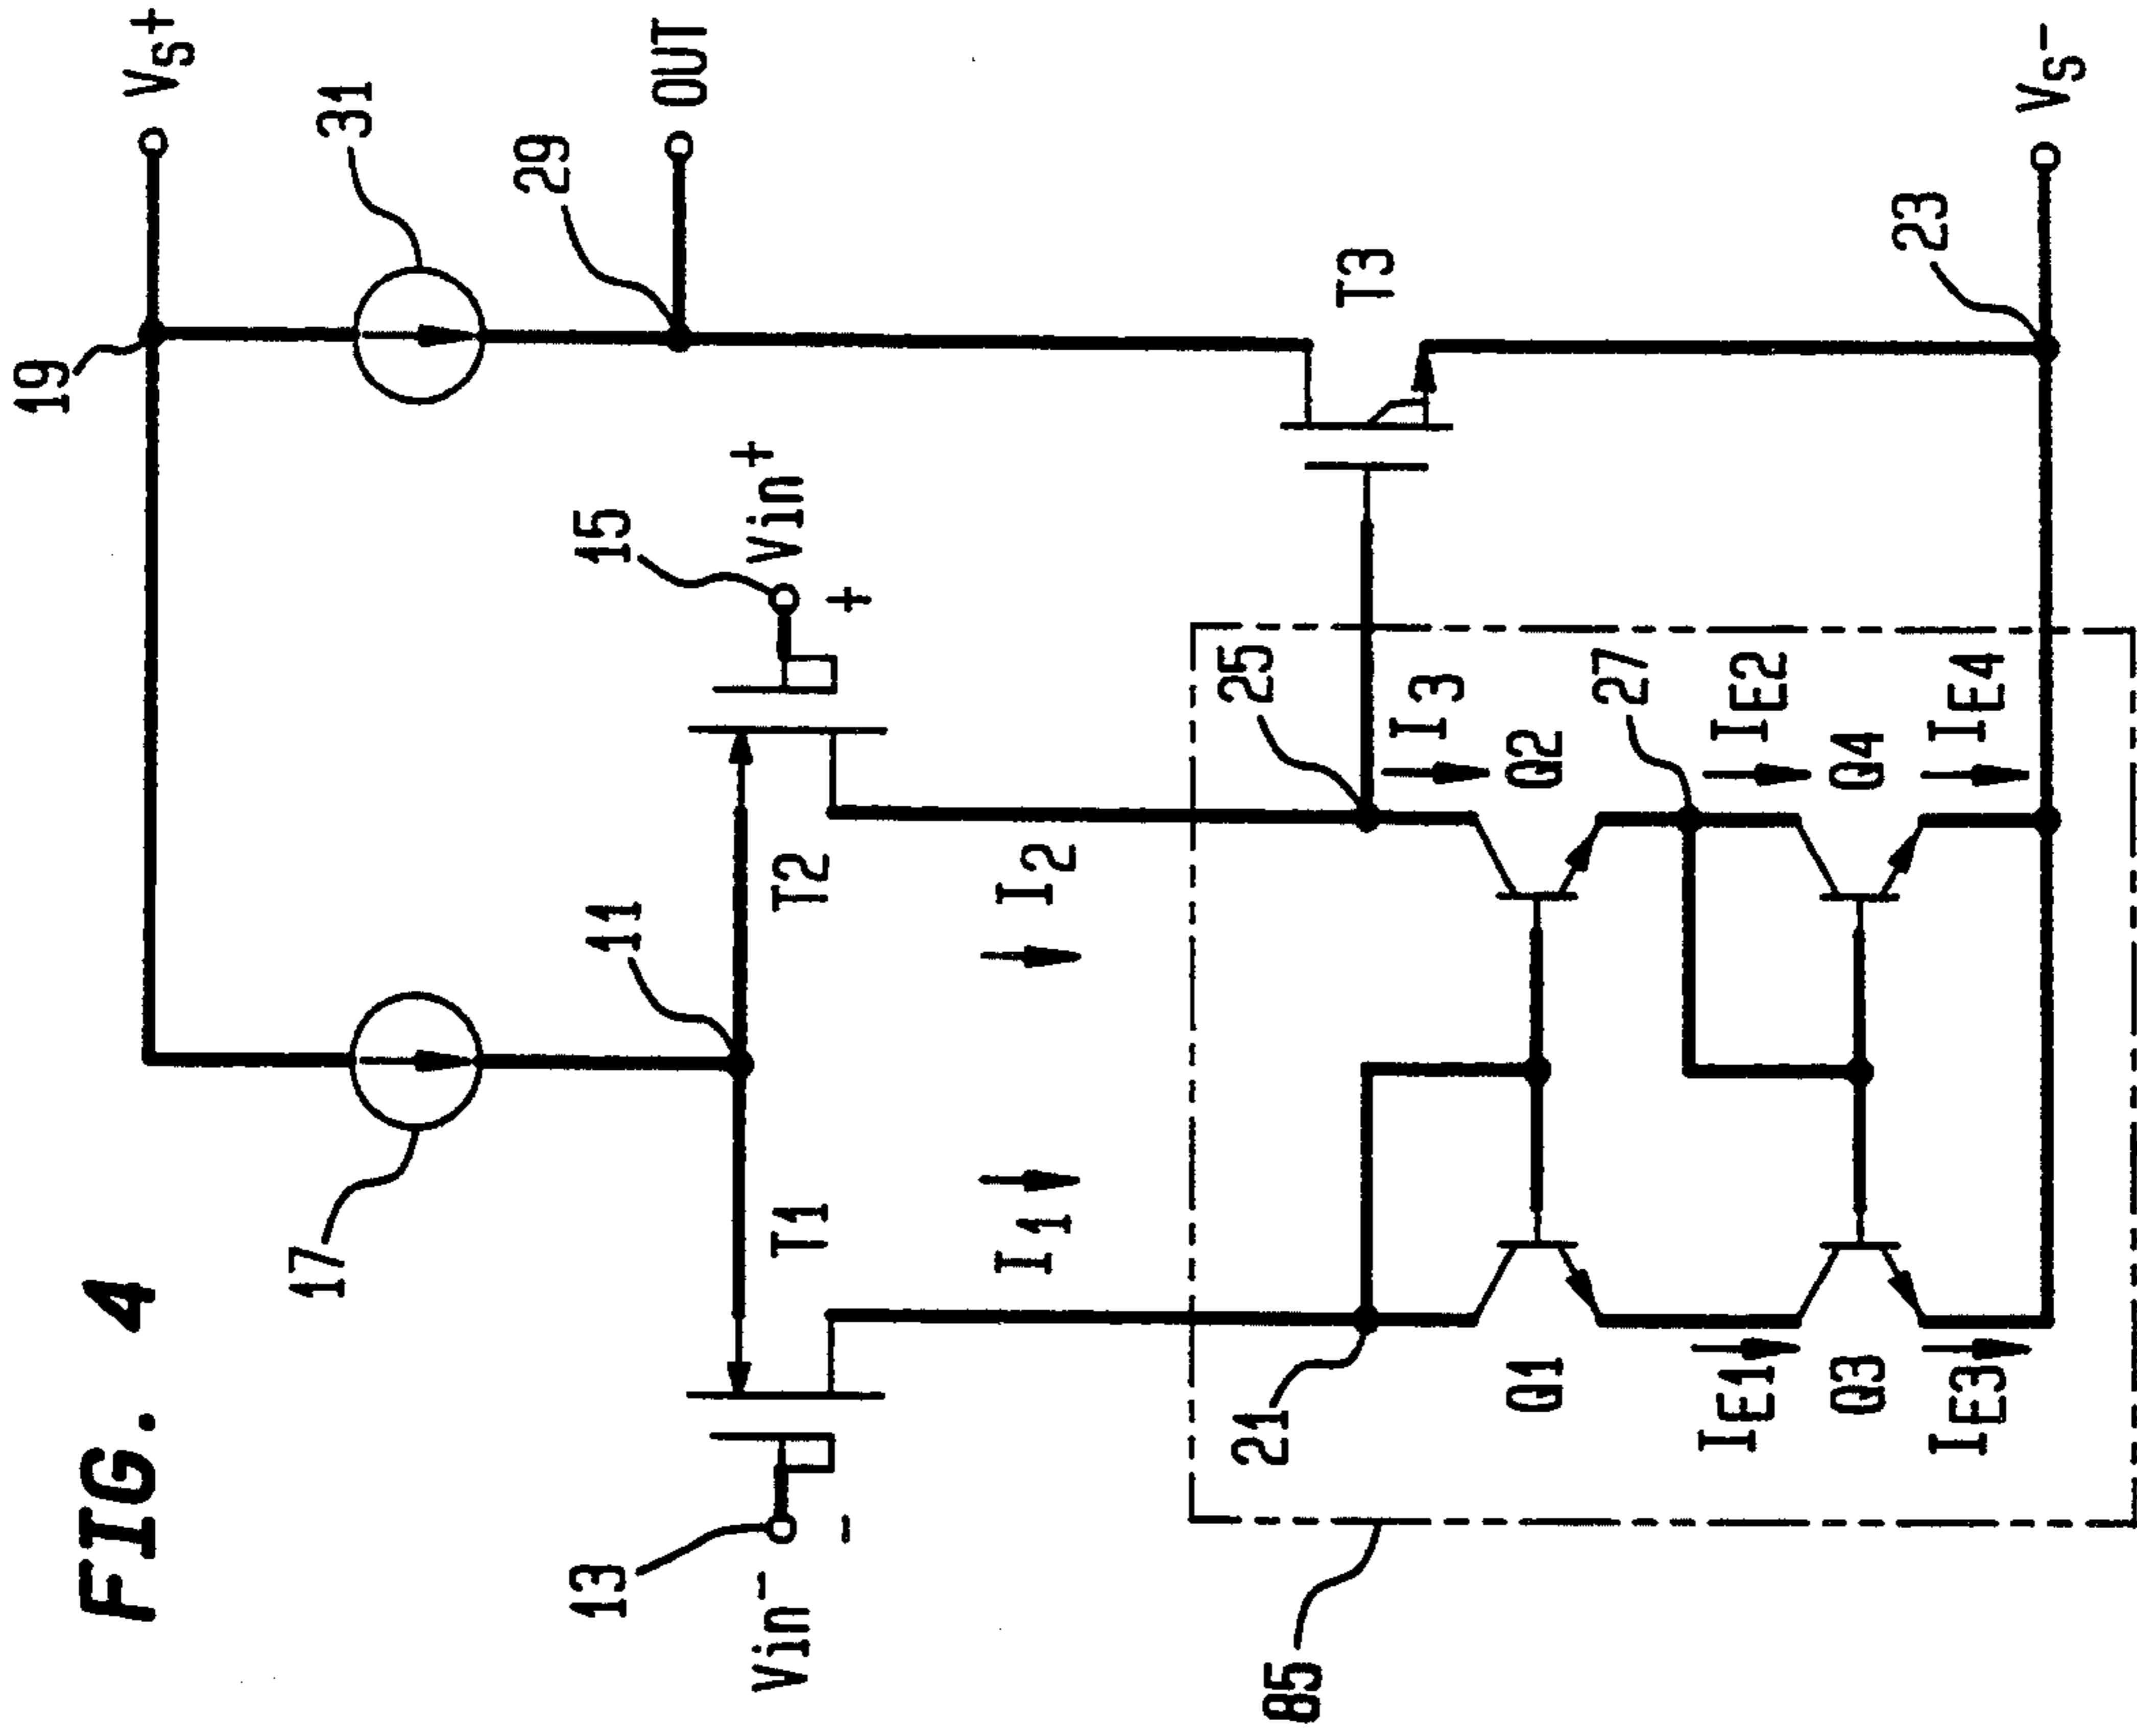 FIG. 4
Vs+
19
31
17
OUT
29
11
15
Vin+
+
13
Vin-
-
T1
T2
I1
I2
T3
85
21
25
I3
Q1
Q2
27
IE1
IE2
Q3
Q4
IE3
IE4
23
Vs-